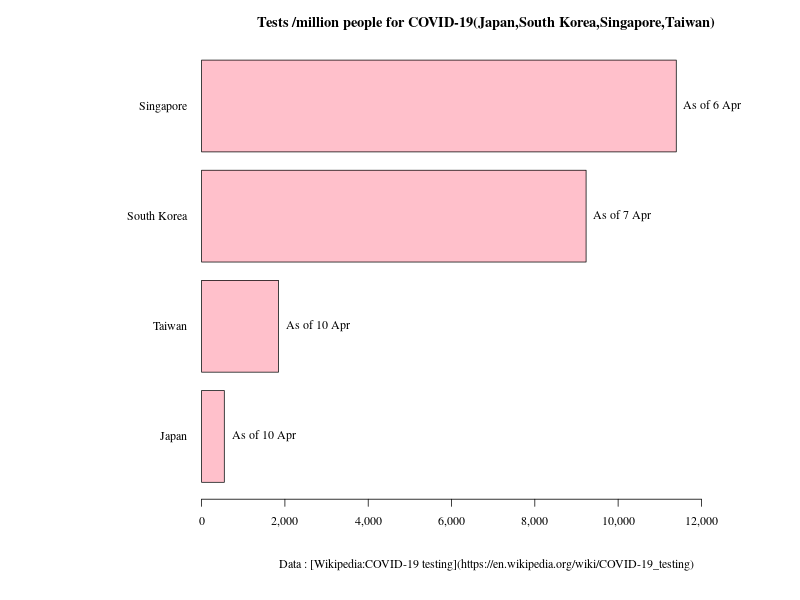 Tests /million people for COVID-19(Japan,South Korea,Singapore,Taiwan)
Singapore
As of 6 Apr
South Korea
As of 7 Apr
Taiwan
As of 10 Apr
Japan
As of 10 Apr
0 2,000 4,000 6,000 8,000 10,000 12,000
Data : [Wikipedia:COVID-19 testing](https://en.wikipedia.org/wiki/COVID-19_testing)